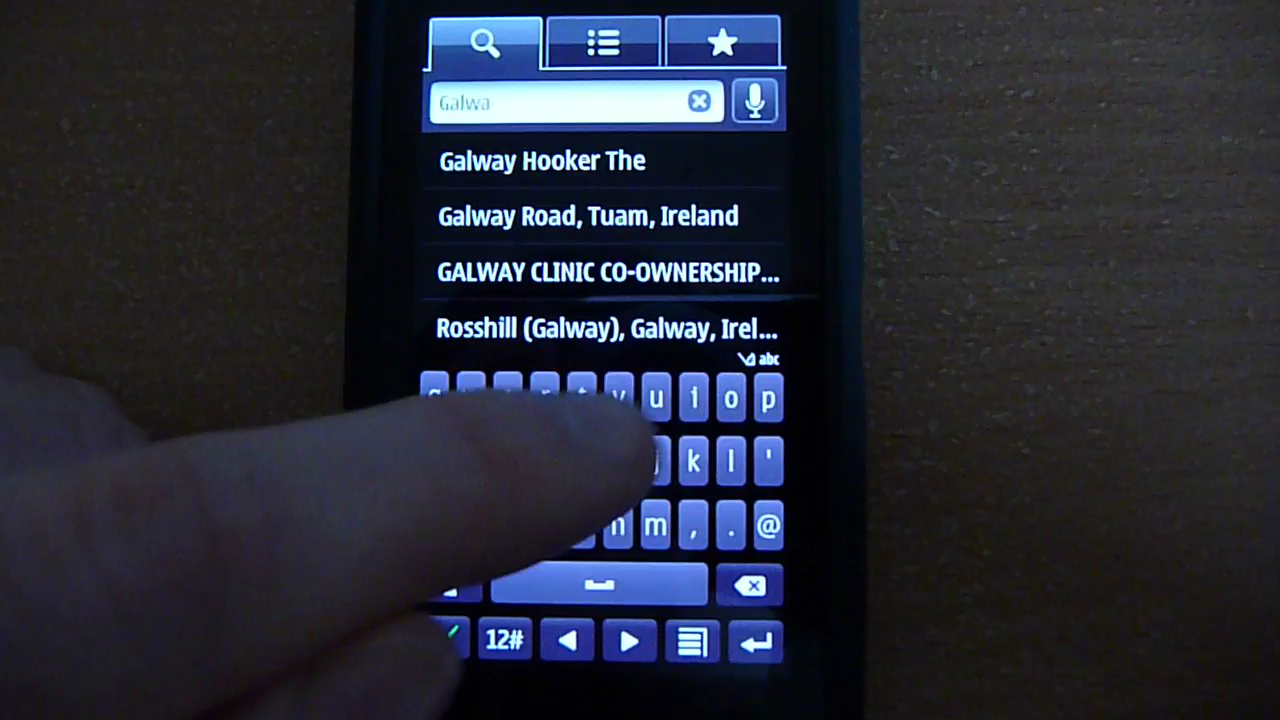 Galwa
Galway Hooker The
Galway Road, Tuam, Ireland
GALWAY CLINIC CO-OWNERSHIP...
Rosshill (Galway), Galway, Irel...
abc
u i o p
k l '
n m , . @
12#